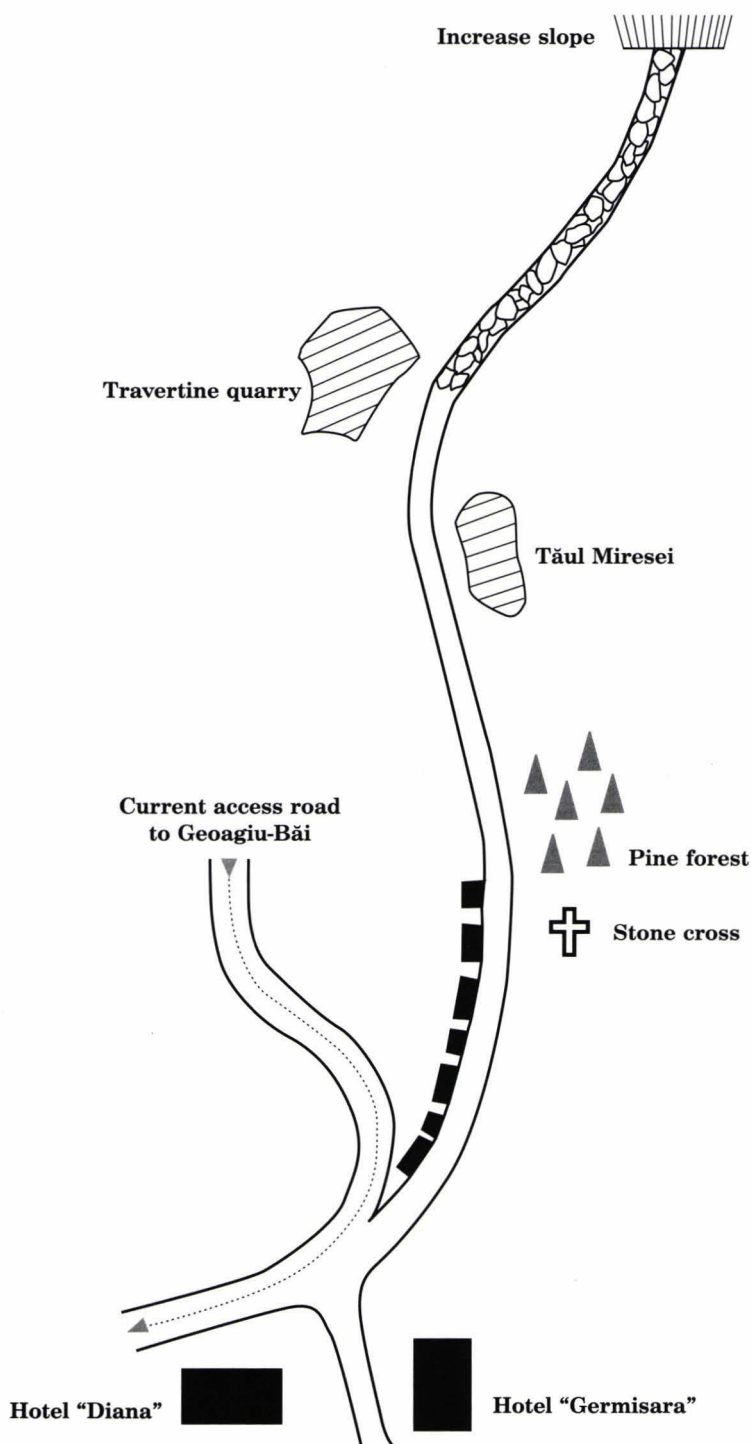 Increase slope
Travertine quarry
Tăul Miresei
Current access road
to Geoagiu-Băi
Pine forest
Stone cross
Hotel “Diana”
Hotel “Germisara”